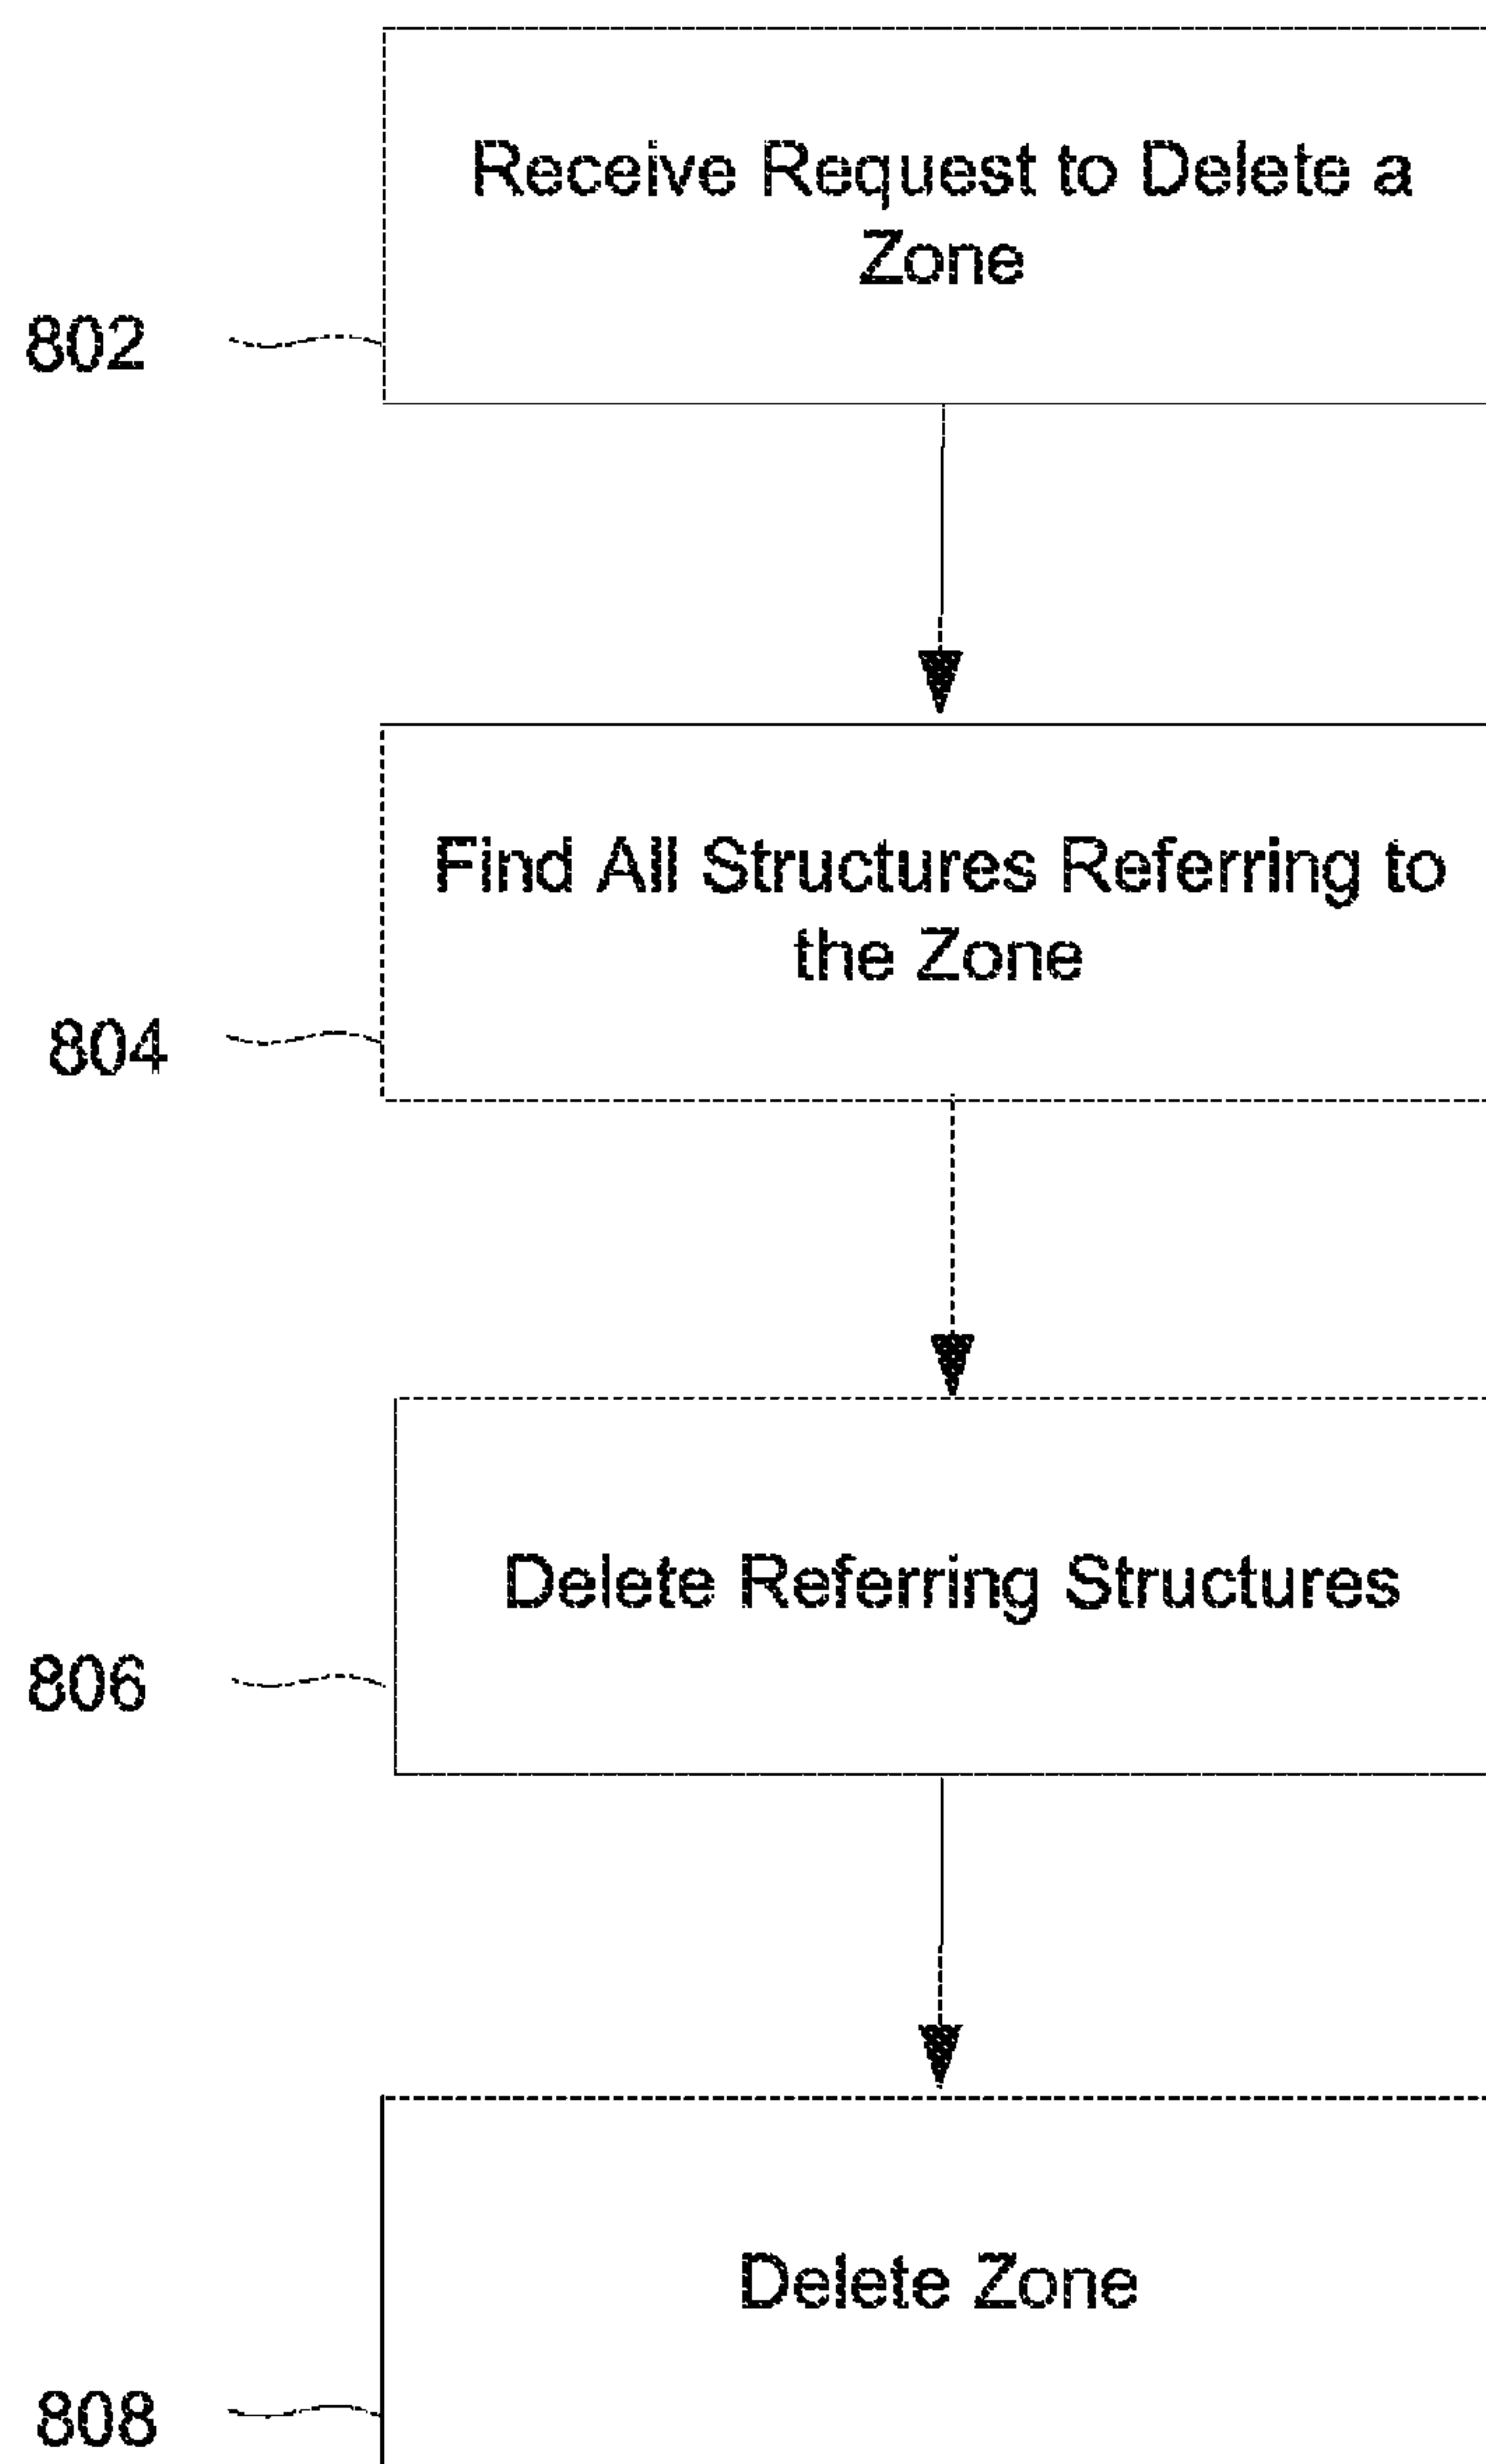 Receive Request to Delete a
Zone
802
Find All Structures Referring to
the Zone
804
Delete Referring Structures
806
Delete Zone
808